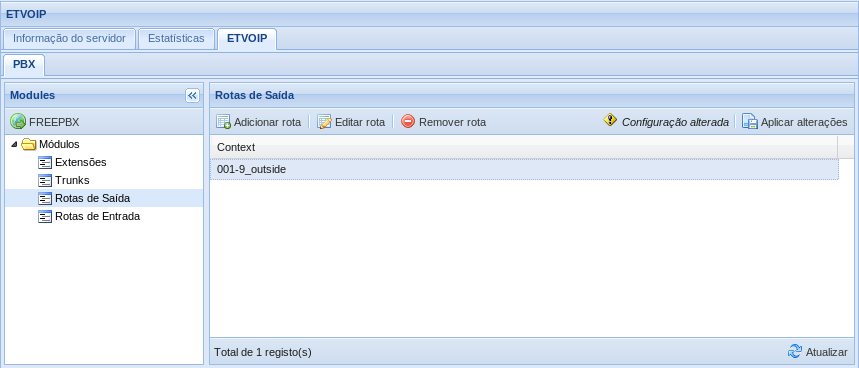 ETVOIP
Informação do servidor Estatísticas ETVOIP
PBX
Modules
FREEPBX
Módulos
Extensões
Trunks
Rotas de Saída
Rotas de Entrada
Rotas de Saída
Adicionar rota Editar rota Remover rota Configuração alterada Aplicar alterações
Context
001-9_outside
Total de 1 registo(s) Atualizar